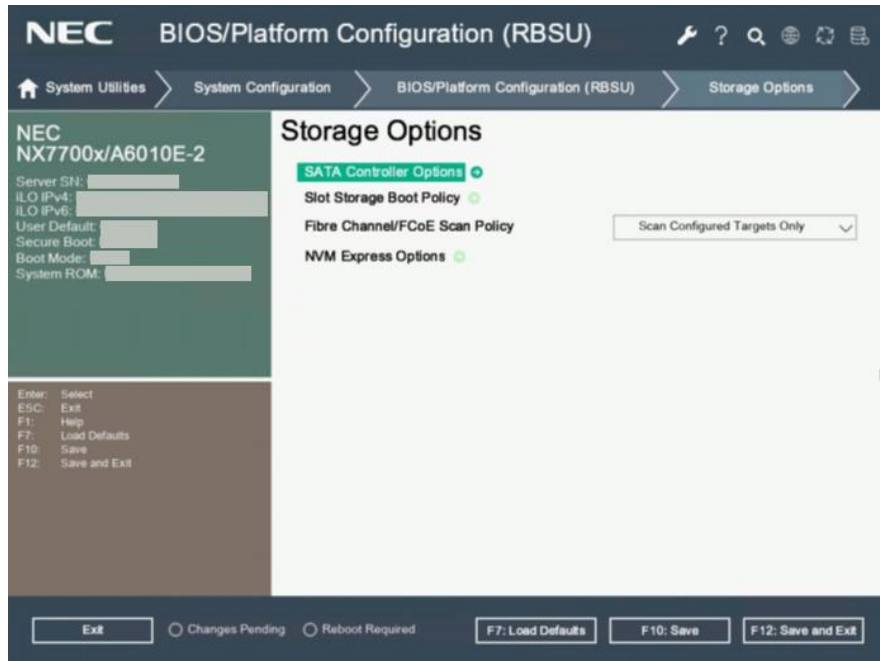 NEC BIOS/Platform Configuration (RBSU)
System Utilities System Configuration BIOS/Platform Configuration (RBSU) Storage Options
NEC
NX7700x/A6010E-2
Server SN:
iLO IPv4:
iLO IPv6:
User Default:
Secure Boot:
Boot Mode:
System ROM:
Storage Options
SATA Controller Options
Slot Storage Boot Policy
Fibre Channel/FCoE Scan Policy Scan Configured Targets Only
NVM Express Options
Enter: Select
ESC: Exit
F1: Help
F7: Load Defaults
F10: Save
F12: Save and Exit
Exit Changes Pending Reboot Required F7: Load Defaults F10: Save F12: Save and Exit